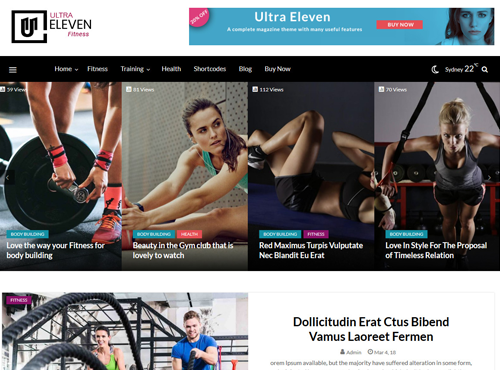 ULTRA
ELEVEN
Fitness
20% OFF
Ultra Eleven
A complete magazine theme with many useful features
BUY NOW
Home
Fitness
Training
Health
Shortcodes
Blog
Buy Now
Sydney 22°C
59 Views
BODY BUILDING
Love the way your Fitness for
body building
91 Views
BODY BUILDING
HEALTH
Beauty in the Gym club that is
lovely to watch
112 Views
BODY BUILDING
FITNESS
Red Maximus Turpis Vulputate
Nec Blandit Eu Erat
70 Views
BODY BUILDING
Love In Style For The Proposal
of Timeless Relation
FITNESS
Dollicitudin Erat Ctus Bibend
Vamus Laoreet Fermen
Admin
Mar 4, 18
orem Ipsum available, but the majority have suffered alteration in some form,